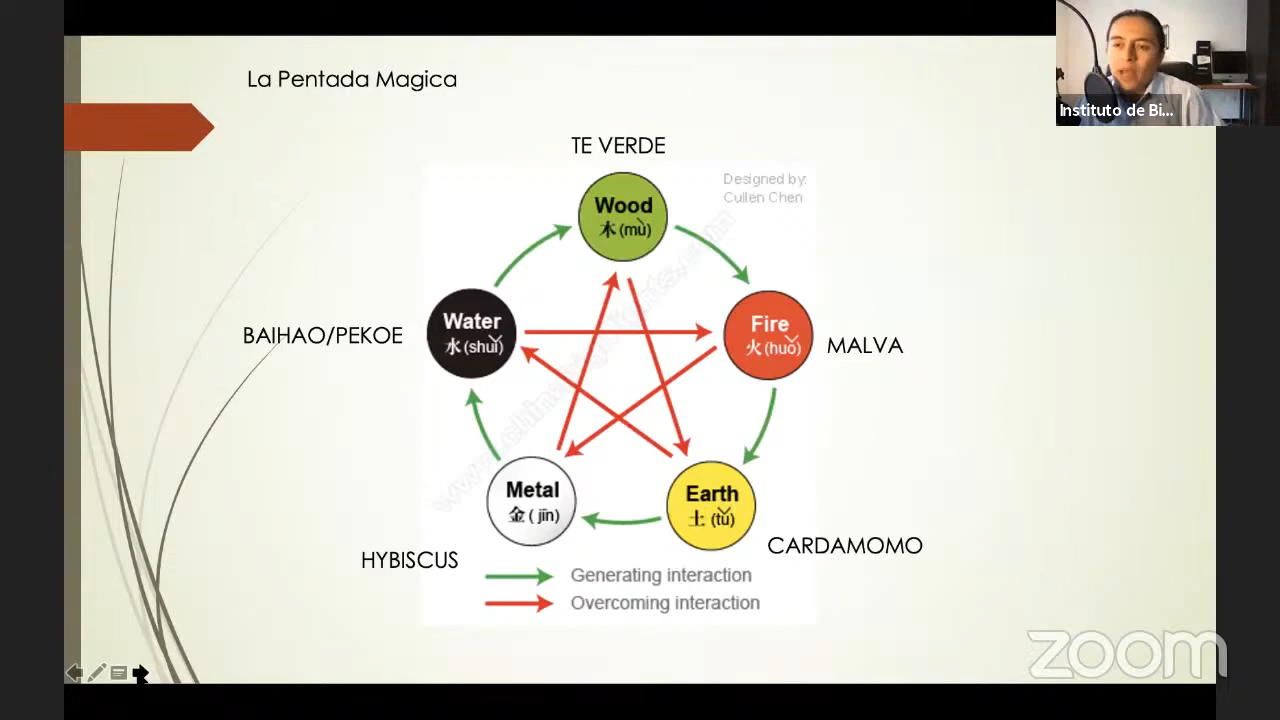 La Pentada Magica
Instituto de Bi...
TE VERDE
Designed by:
Cullen Chen
Wood
木(mù)
Water
水(shuǐ)
Fire
火(huǒ)
BAIHAO/PEKOE
MALVA
Metal
金(jīn)
Earth
土(tǔ)
HYBISCUS
CARDAMOMO
Generating interaction
Overcoming interaction
zoom